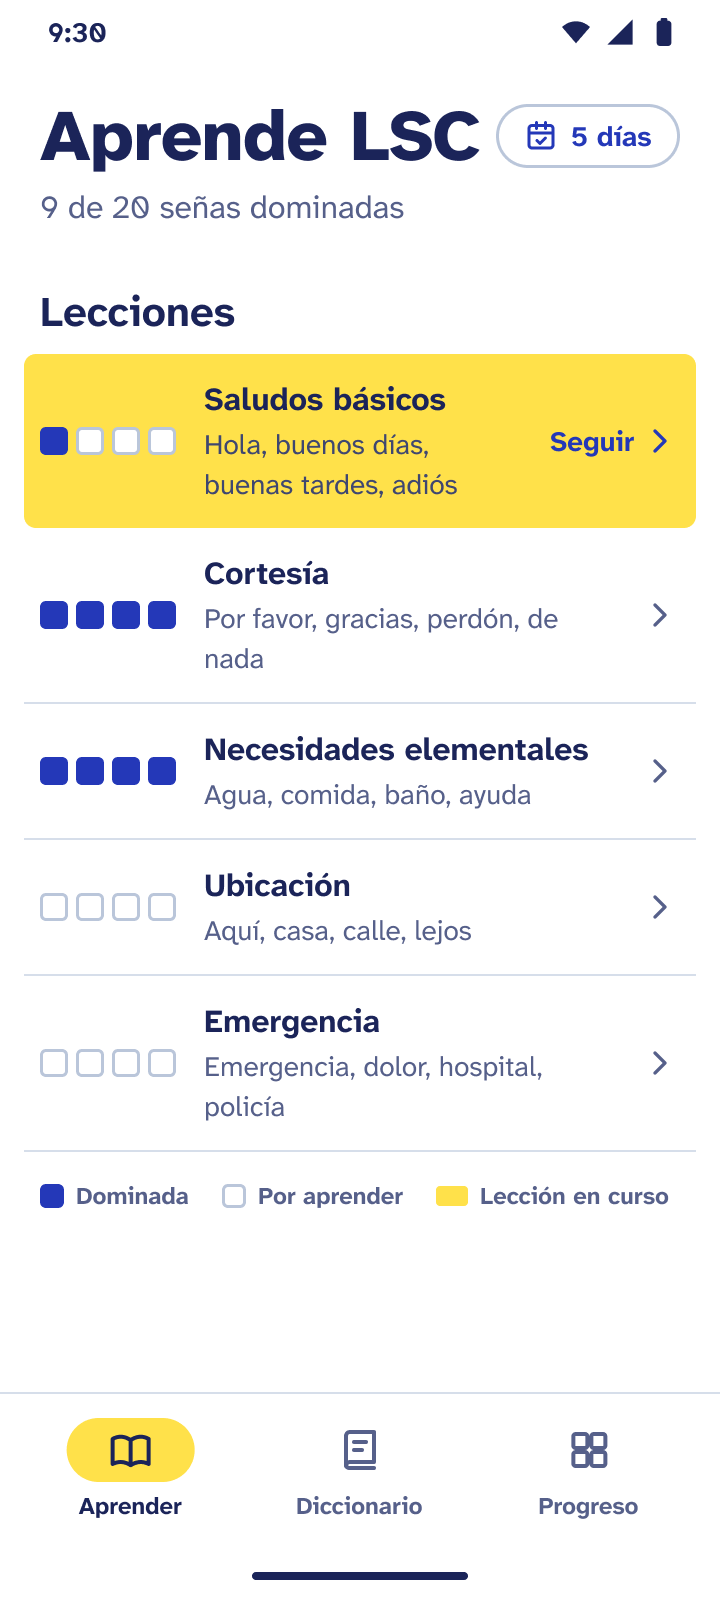 9:30
Aprende LSC
5 días
9 de 20 señas dominadas
Lecciones
Saludos básicos
Hola, buenos días,
buenas tardes, adiós
Seguir
Cortesía
Por favor, gracias, perdón, de
nada
Necesidades elementales
Agua, comida, baño, ayuda
Ubicación
Aquí, casa, calle, lejos
Emergencia
Emergencia, dolor, hospital,
policía
Dominada
Por aprender
Lección en curso
Aprender
Diccionario
Progreso